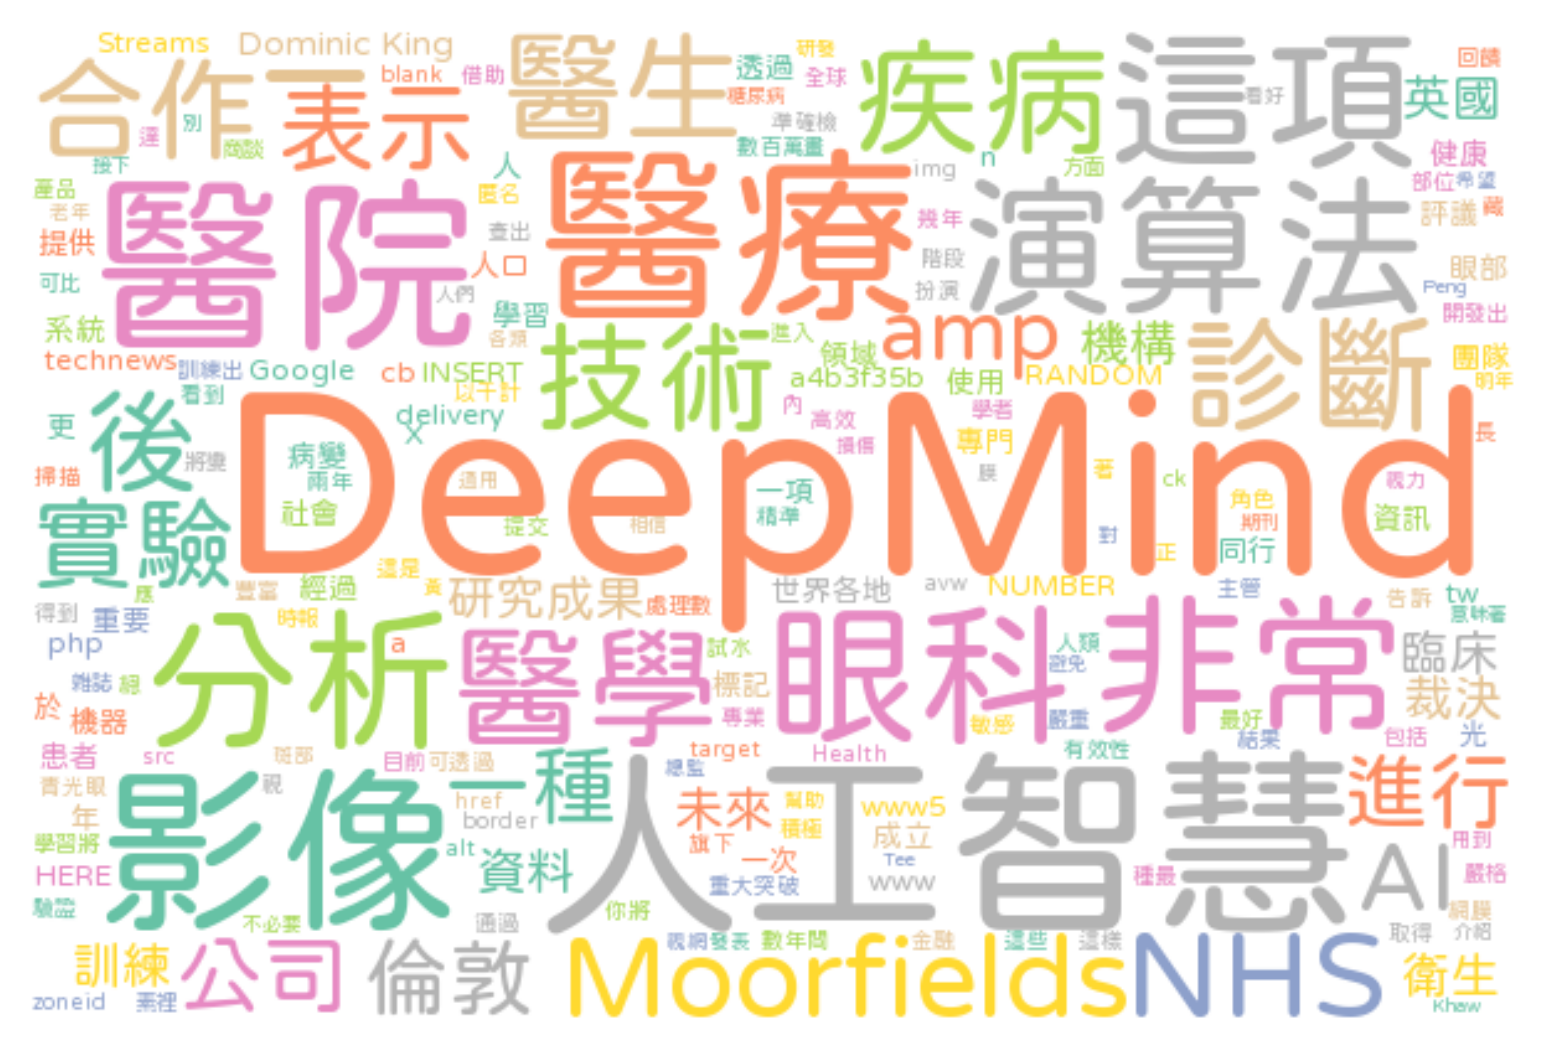 Streams Dominic King
合作 一 blank 借助 醫生 透過 研發 全球 疾病 這項 回饋
表示 糖尿病 看好 英國
達 別 商談 準確檢
接下 數百萬畫
人 img n 方面 健康
產品 醫院 匿名 醫療 部位 希望
老年 幾年 演算法 評議 藏
提供 查出 人口 階段 眼部
可比 人們 扮演 Peng
系統 學習 各類 技術 進入 amp 機構 診斷 開發出
technews 訓練出 Google cb INSERT 領域 a4b3f35b 使用 RANDOM 團隊
看到 以千計 明年
更 後 delivery X 內 高效 學者 長
將變 病變 損傷 專門
掃描 兩年 DeepMind 通用 膜 著 ck 視力
實驗 社會 提交 相信 一項 精準 角色 期刊 資訊
對 正 同行
這是
應 豐富 經過 黃 研究成果 處理數 世界各地 avw NUMBER 主管 告訴 tw
得到 重要 時報 意味著
php 分析 a 醫學 試水 眼科 人類 非常 臨床
雜誌 避免 標記 裁決
於 機器 專業 敏感 嚴重 最好
患者 src 斑部 目前 可透過 target Health 有效性 結果 包括 光
青光眼 視 一種 總監 人工智慧 進行
年 影像 href border 未來 幫助 積極 www5 成立
學習將 alt 資料 旗下 一次 Tee AI 用到
HERE 重大突破 www 種最 嚴格
不必要 通過 你將 網膜
訓練 公司 倫敦 視網 發表 數年間 金融 這些 這樣 取得 介紹
Moorfields NHS 衛生
zoneid 素裡 Khaw